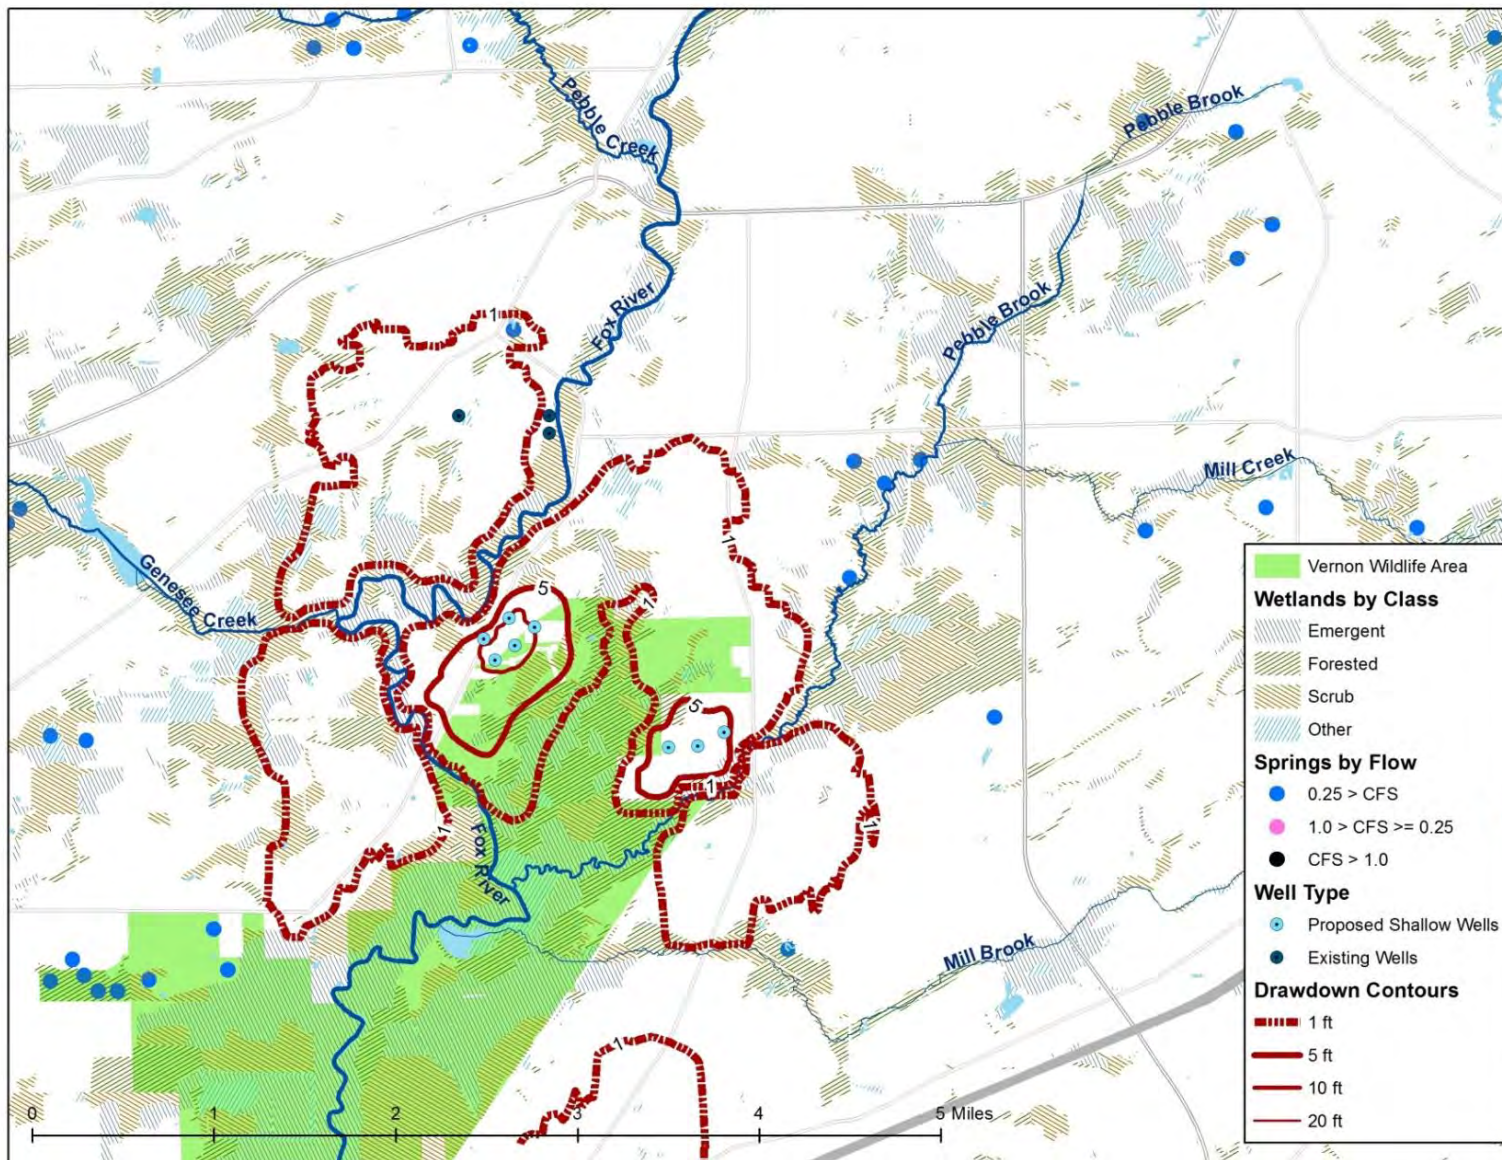 Pebble Creek
Pebble Brook
Fox River
Pebble Brook
1
Mill Creek
1
Genesee Creek
5
1
5
1
1
1
Fox River
Mill Brook
1
0 1 2 3 4 5 Miles
Vernon Wildlife Area
Wetlands by Class
Emergent
Forested
Scrub
Other
Springs by Flow
0.25 > CFS
1.0 > CFS >= 0.25
CFS > 1.0
Well Type
Proposed Shallow Wells
Existing Wells
Drawdown Contours
1 ft
5 ft
10 ft
20 ft